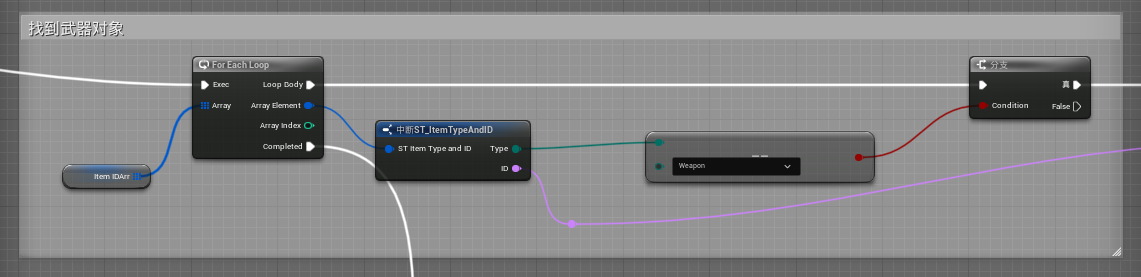 找到武器对象
For Each Loop
Exec
Loop Body
Array
Array Element
Array Index
Completed
Item IDArr
中断ST_ItemTypeAndID
ST Item Type and ID
Type
ID
==
Weapon
分支
真
Condition
False